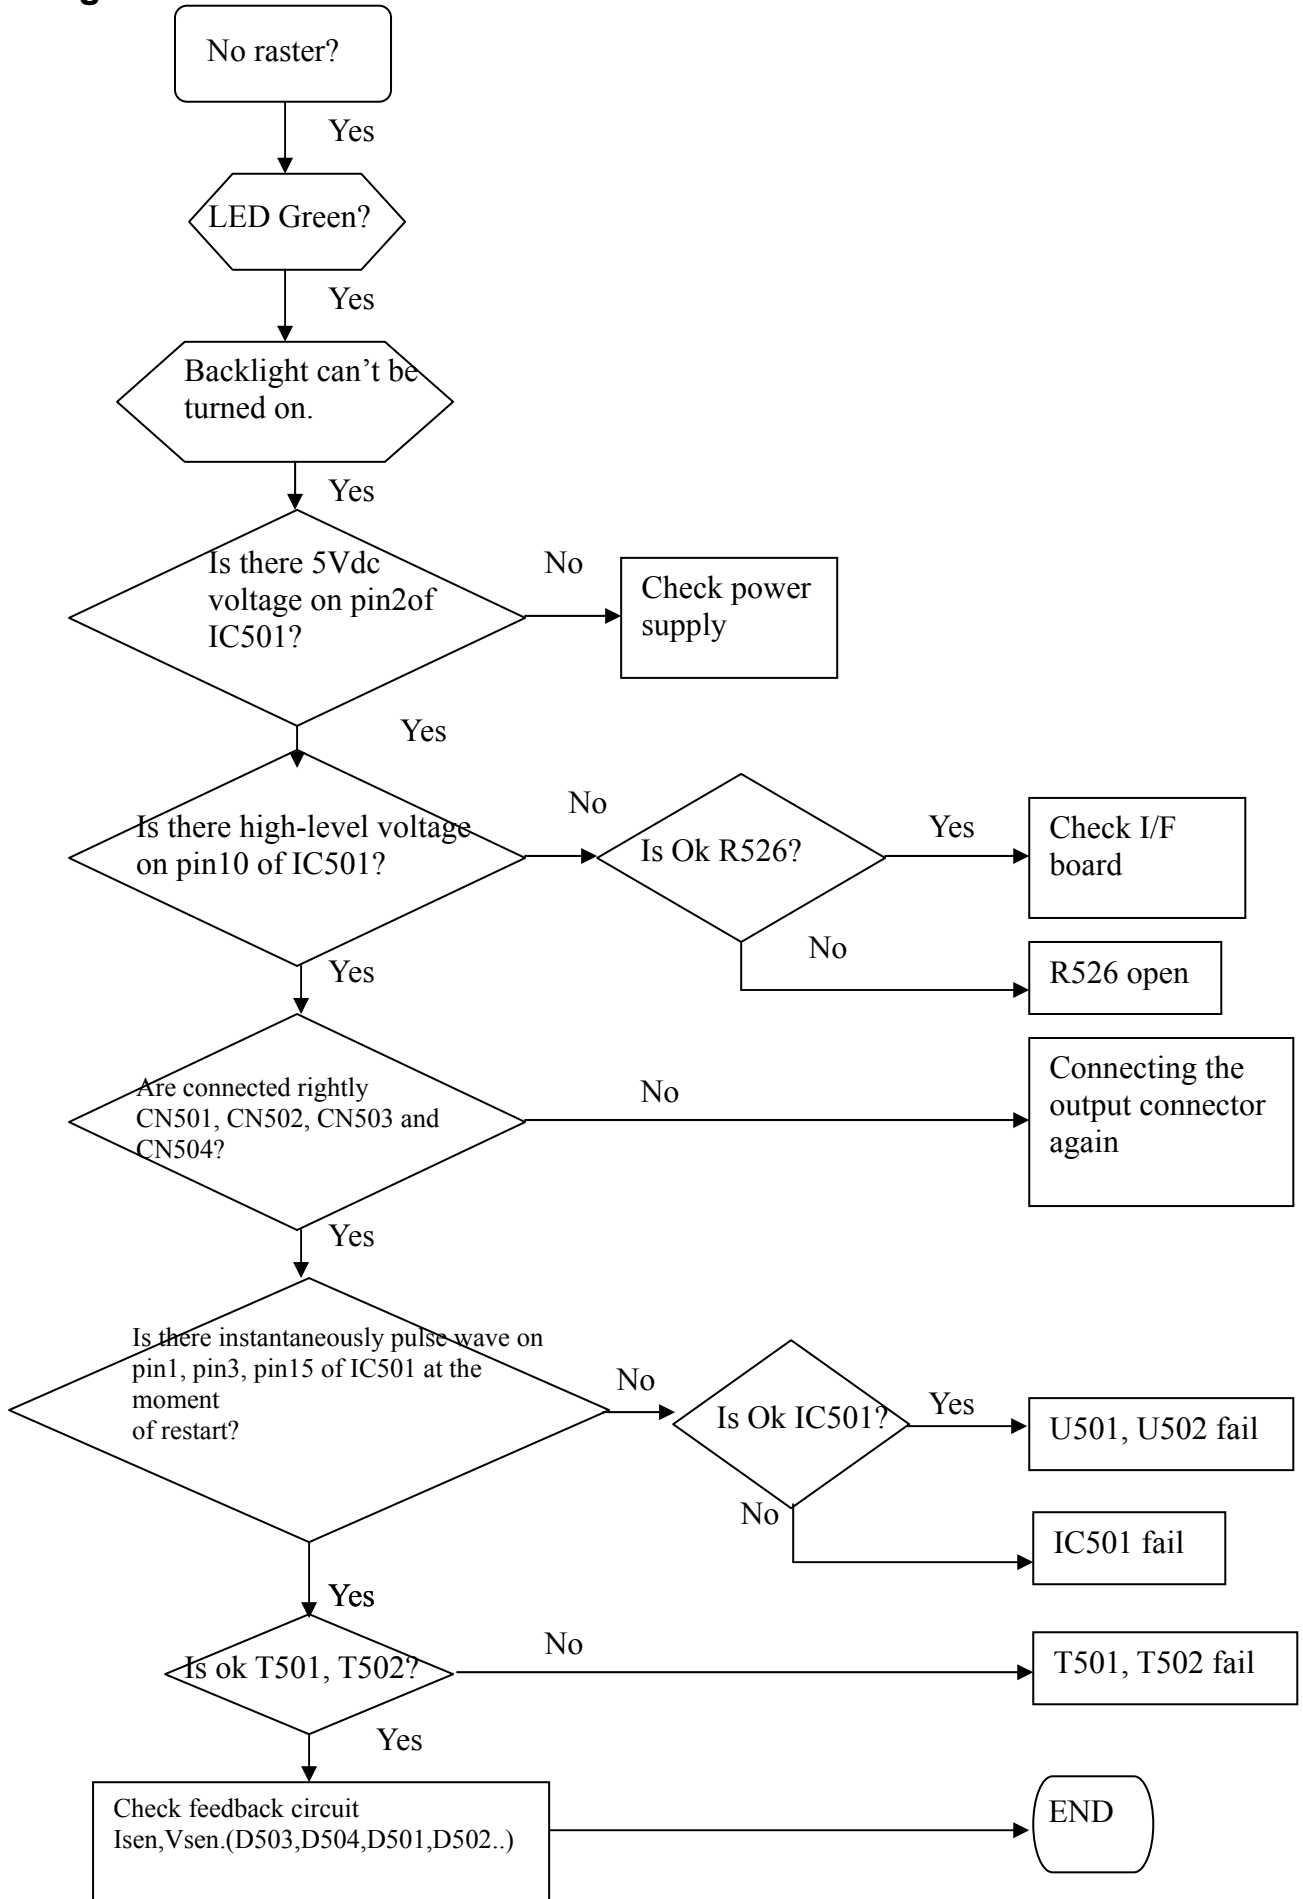 No raster?
Yes
LED Green?
Yes
Backlight can’t be
turned on.
Yes
Is there 5Vdc
voltage on pin2of
IC501?
No
Check power
supply
Yes
Is there high-level voltage
on pin10 of IC501?
No
Is Ok R526?
Yes
Check I/F
board
No
R526 open
Yes
Are connected rightly
CN501, CN502, CN503 and
CN504?
No
Connecting the
output connector
again
Yes
Is there instantaneously pulse wave on
pin1, pin3, pin15 of IC501 at the
moment
of restart?
No
Is Ok IC501?
Yes
U501, U502 fail
No
IC501 fail
Yes
Is ok T501, T502?
No
T501, T502 fail
Yes
Check feedback circuit
Isen,Vsen.(D503,D504,D501,D502..)
END